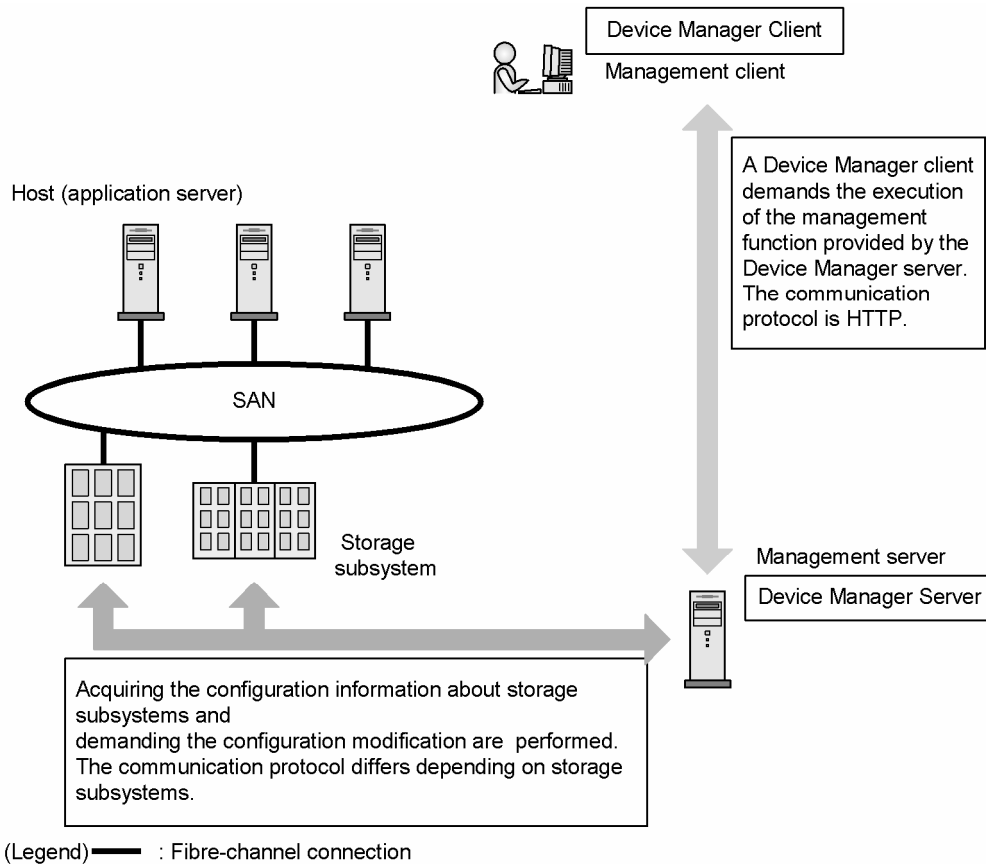 Device Manager Client
Management client
A Device Manager client
demands the execution
of the management
function provided by the
Device Manager server.
The communication
protocol is HTTP.
Host (application server)
SAN
Storage
subsystem
Management server
Device Manager Server
Acquiring the configuration information about storage
subsystems and
demanding the configuration modification are performed.
The communication protocol differs depending on storage
subsystems.
(Legend) : Fibre-channel connection